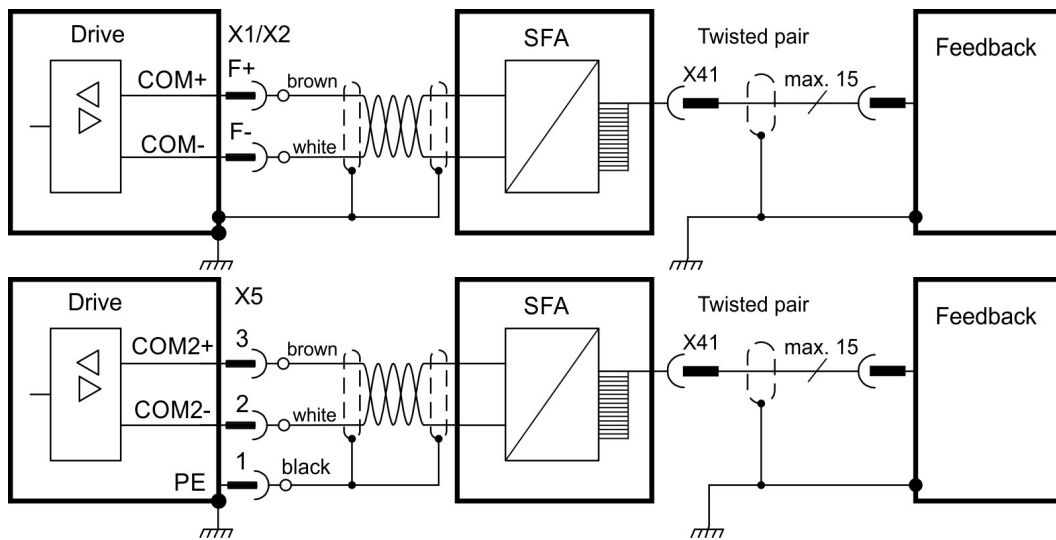 Drive
X1/X2
SFA
Twisted pair
Feedback
COM+
F+
brown
X41
max. 15
COM-
F-
white
Drive
X5
SFA
Twisted pair
Feedback
COM2+
3
brown
X41
max. 15
COM2-
2
white
PE
1
black